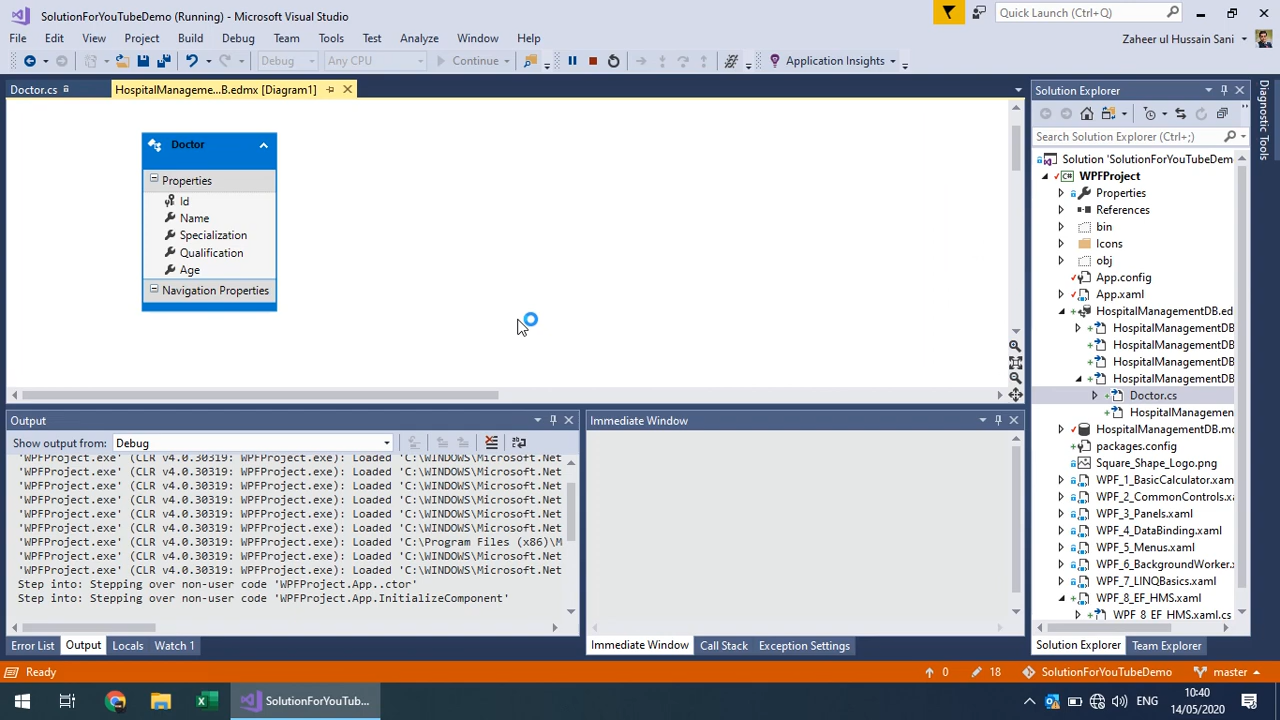 SolutionForYouTubeDemo (Running) - Microsoft Visual Studio
Quick Launch (Ctrl+Q)
File Edit View Project Build Debug Team Tools Test Analyze Window Help
Zaheer ul Hussain Sani
Debug Any CPU Continue Application Insights
Doctor.cs
HospitalManageme...B.edmx [Diagram1]
Doctor
Properties
Id
Name
Specialization
Qualification
Age
Navigation Properties
Output
Show output from: Debug
'WPFProject.exe' (CLR v4.0.30319: WPFProject.exe): Loaded 'C:\WINDOWS\Microsoft.Net
'WPFProject.exe' (CLR v4.0.30319: WPFProject.exe): Loaded 'C:\WINDOWS\Microsoft.Net
'WPFProject.exe' (CLR v4.0.30319: WPFProject.exe): Loaded 'C:\WINDOWS\Microsoft.Net
'WPFProject.exe' (CLR v4.0.30319: WPFProject.exe): Loaded 'C:\WINDOWS\Microsoft.Net
'WPFProject.exe' (CLR v4.0.30319: WPFProject.exe): Loaded 'C:\WINDOWS\Microsoft.Net
'WPFProject.exe' (CLR v4.0.30319: WPFProject.exe): Loaded 'C:\WINDOWS\Microsoft.Net
'WPFProject.exe' (CLR v4.0.30319: WPFProject.exe): Loaded 'C:\Program Files (x86)\M
'WPFProject.exe' (CLR v4.0.30319: WPFProject.exe): Loaded 'C:\WINDOWS\Microsoft.Net
'WPFProject.exe' (CLR v4.0.30319: WPFProject.exe): Loaded 'C:\WINDOWS\Microsoft.Net
Step into: Stepping over non-user code 'WPFProject.App..ctor'
Step into: Stepping over non-user code 'WPFProject.App.InitializeComponent'
Error List Output Locals Watch 1
Immediate Window
Immediate Window Call Stack Exception Settings
Solution Explorer
Search Solution Explorer (Ctrl+;)
Solution 'SolutionForYouTubeDem
WPFProject
Properties
References
bin
Icons
obj
App.config
App.xaml
HospitalManagementDB.ed
HospitalManagementDB
HospitalManagementDB
HospitalManagementDB
HospitalManagementDB
Doctor.cs
HospitalManagemen
HospitalManagementDB.mc
packages.config
Square_Shape_Logo.png
WPF_1_BasicCalculator.xam
WPF_2_CommonControls.xa
WPF_3_Panels.xaml
WPF_4_DataBinding.xaml
WPF_5_Menus.xaml
WPF_6_BackgroundWorker.
WPF_7_LINQBasics.xaml
WPF_8_EF_HMS.xaml
WPF_8_EF_HMS.xaml.cs
Solution Explorer Team Explorer
Diagnostic Tools
Ready
0 18 SolutionForYouTubeDemo master
SolutionForYouTub...
ENG
10:40
14/05/2020